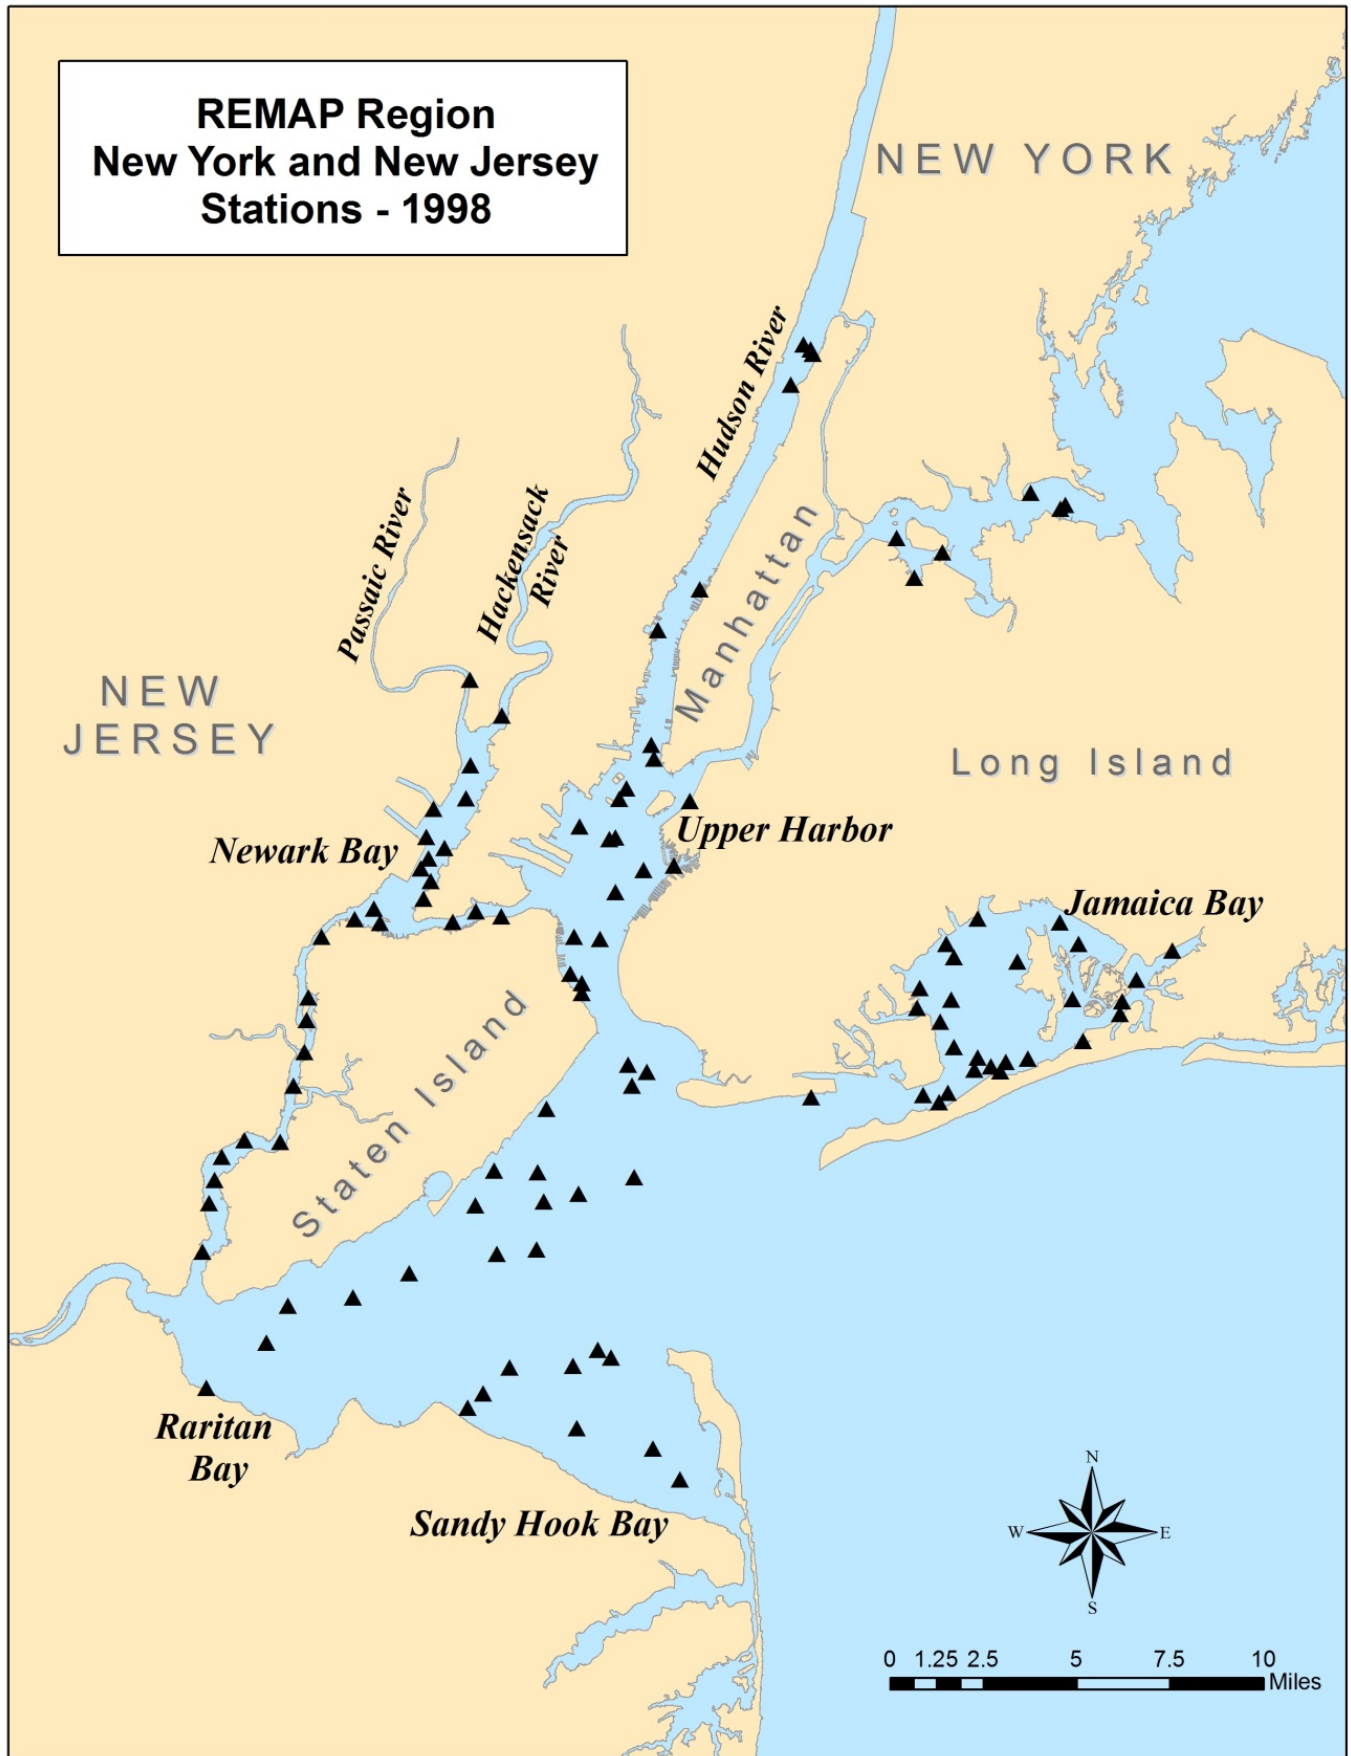 REMAP Region
New York and New Jersey
Stations - 1998
NEW YORK
Hudson River
Passaic River
Hackensack
River
Manhattan
NEW
JERSEY
Long Island
Newark Bay
Upper Harbor
Jamaica Bay
Staten Island
Raritan
Bay
Sandy Hook Bay
N
W E
S
0 1.25 2.5 5 7.5 10
Miles